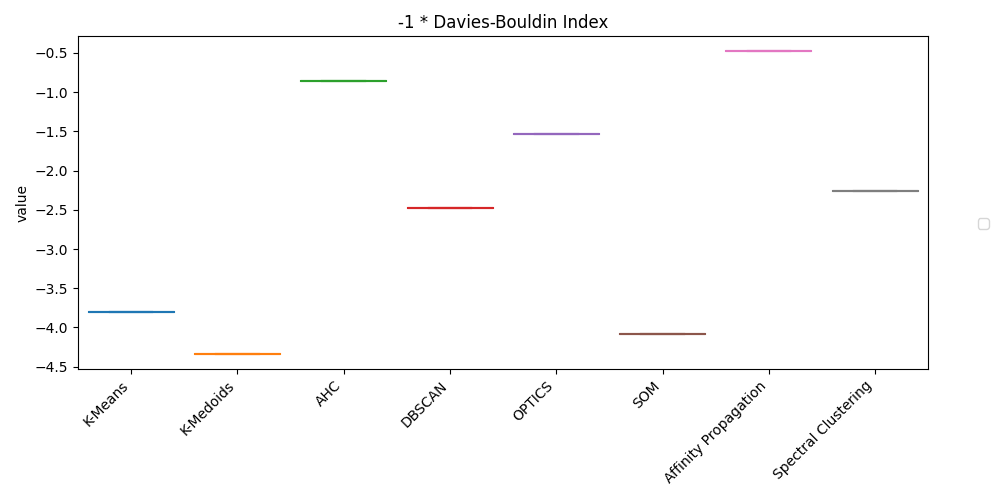 -1 * Davies-Bouldin Index
value
−0.5
−1.0
−1.5
−2.0
−2.5
−3.0
−3.5
−4.0
−4.5
K-Means
K-Medoids
AHC
DBSCAN
OPTICS
SOM
Affinity Propagation
Spectral Clustering